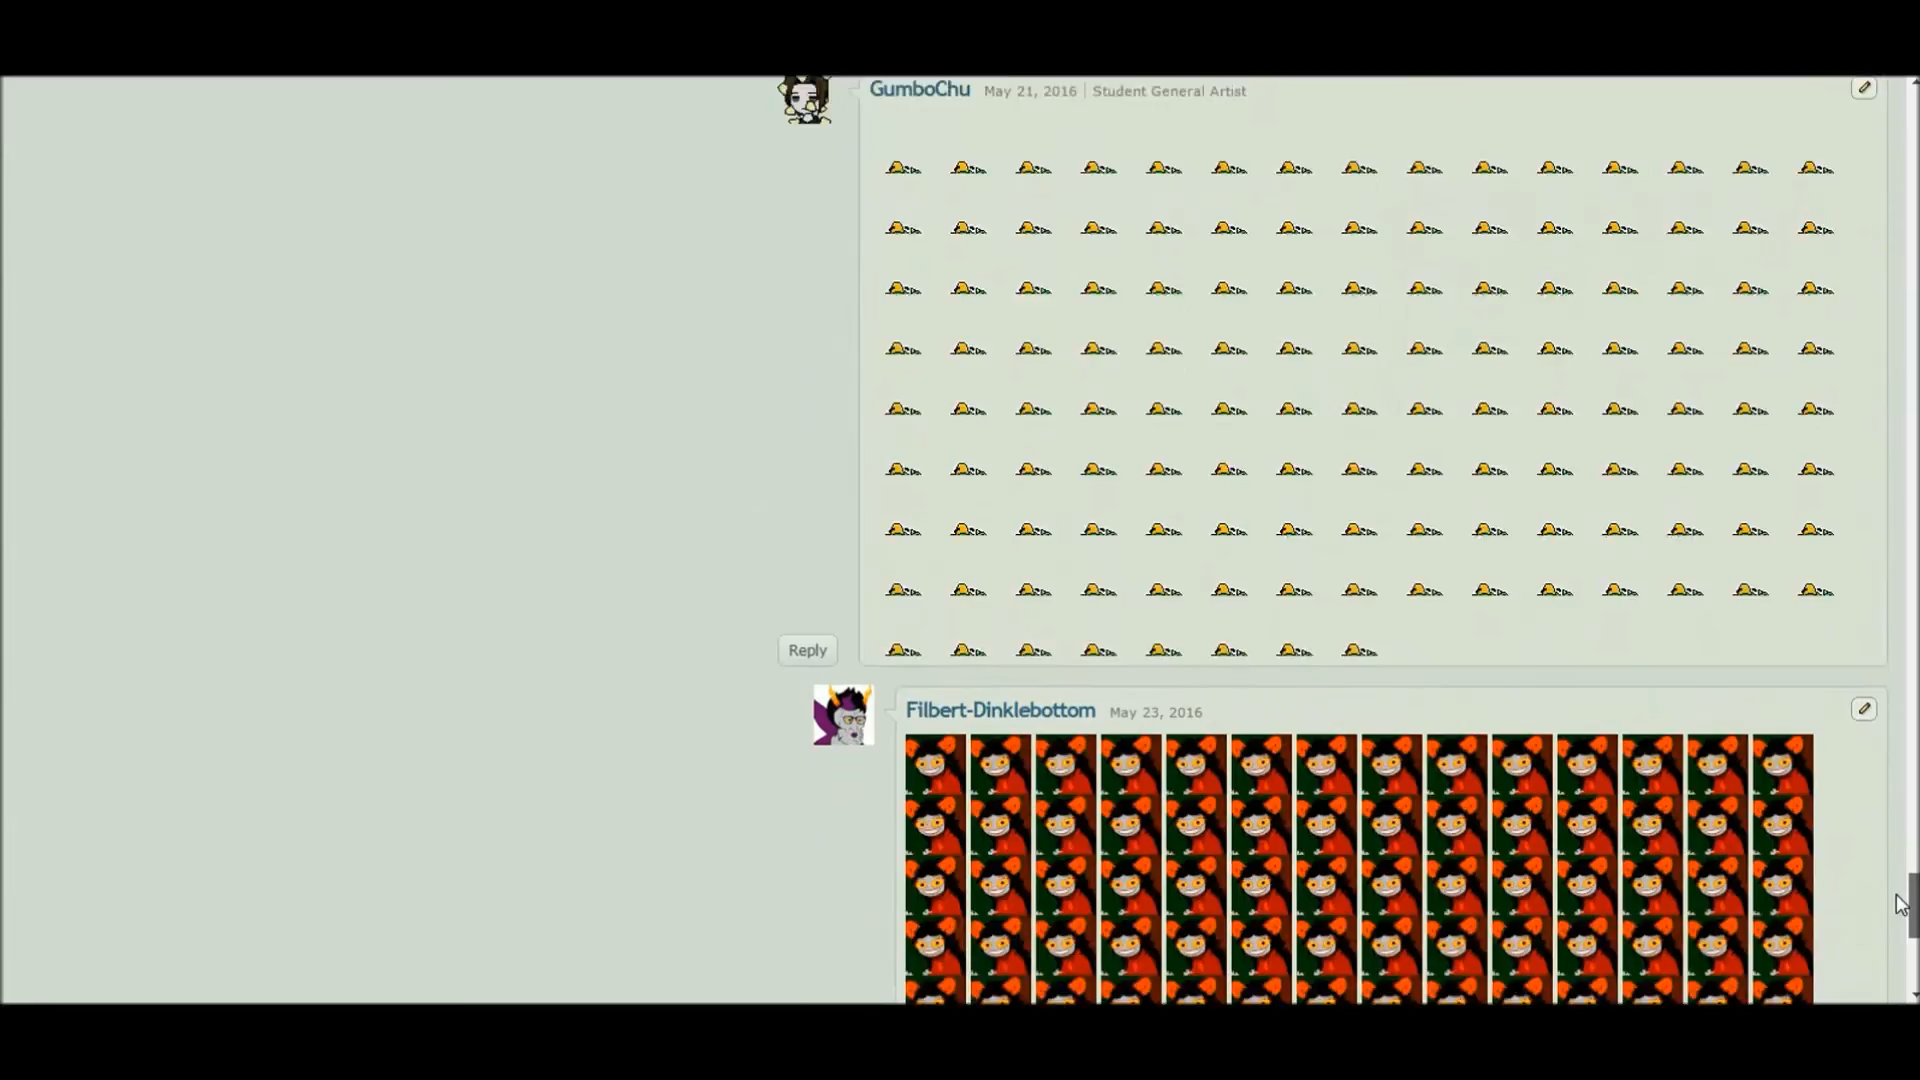 GumboChu May 21, 2016 Student General Artist
Reply
Filbert-Dinklebottom May 23, 2016